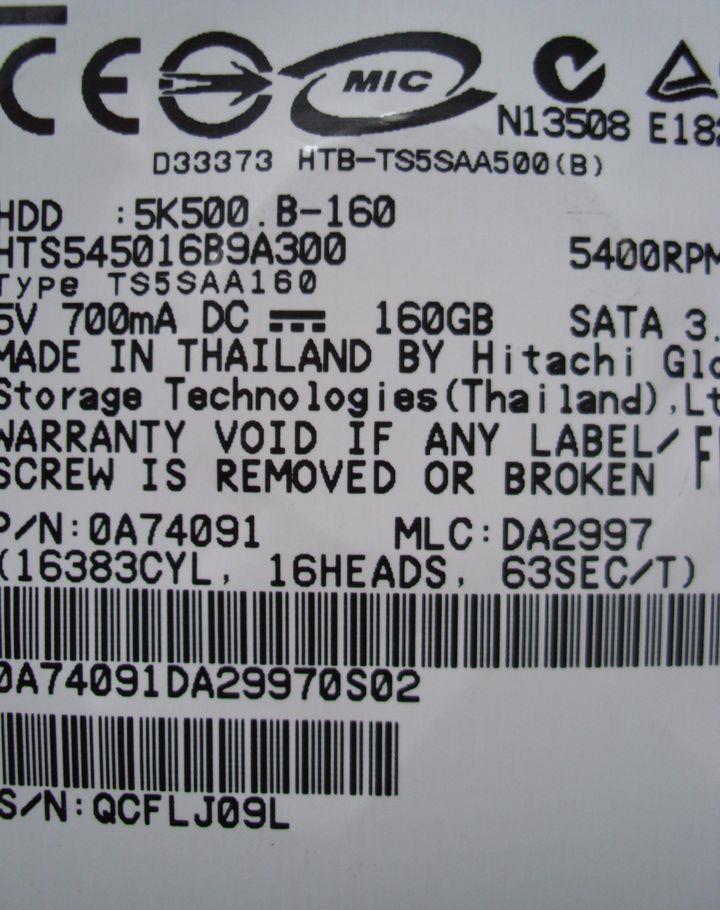 CE MIC
N13508 E182
D33373 HTB-TS5SAA500(B)
HDD :5K500.B-160
HTS545016B9A300 5400RPM
Type TS5SAA160
5V 700mA DC 160GB SATA 3.
MADE IN THAILAND BY Hitachi Glo
Storage Technologies(Thailand),Lt
WARRANTY VOID IF ANY LABEL/
SCREW IS REMOVED OR BROKEN
P/N:0A74091 MLC:DA2997
(16383CYL, 16HEADS, 63SEC/T)
0A74091DA29970S02
S/N:QCFLJ09L